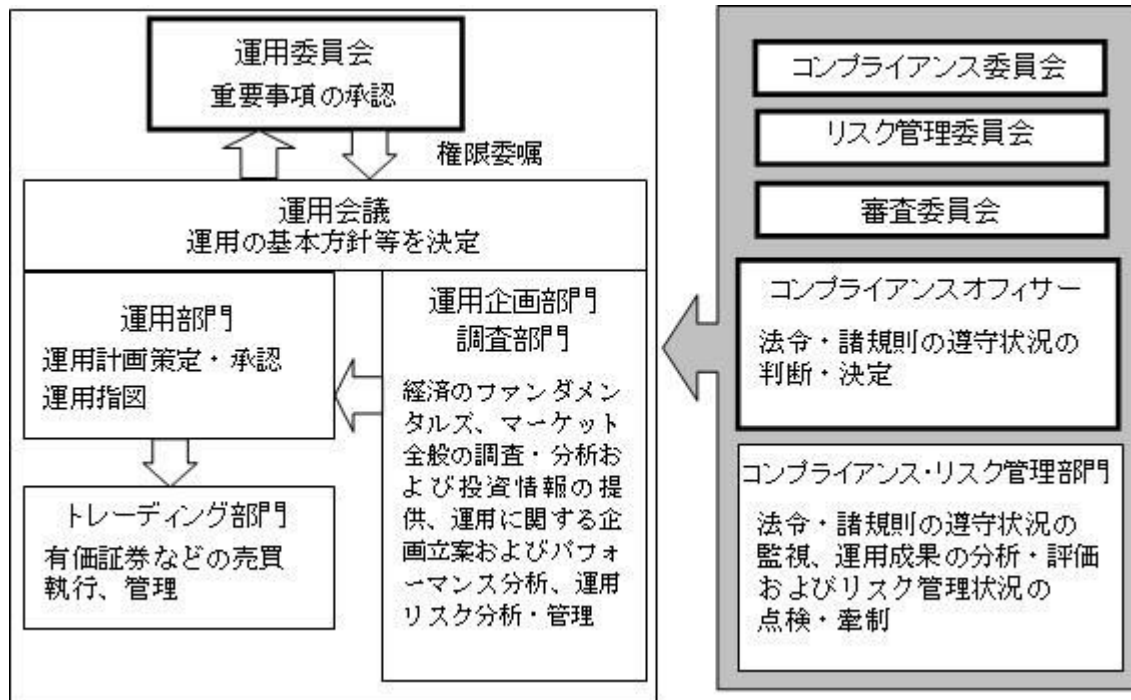 運用委員会
重要事項の承認
権限委嘱
運用会議
運用の基本方針等を決定
運用部門
運用計画策定・承認
運用指図
トレーディング部門
有価証券などの売買
執行、管理
運用企画部門
調査部門
経済のファンダメン
タルズ、マーケット
全般の調査・分析お
よび投資情報の提
供、運用に関する企
画立案およびパフォ
ーマンス分析、運用
リスク分析・管理
コンプライアンス委員会
リスク管理委員会
審査委員会
コンプライアンスオフィサー
法令・諸規則の遵守状況の
判断・決定
コンプライアンス・リスク管理部門
法令・諸規則の遵守状況の
監視、運用成果の分析・評価
およびリスク管理状況の
点検・牽制